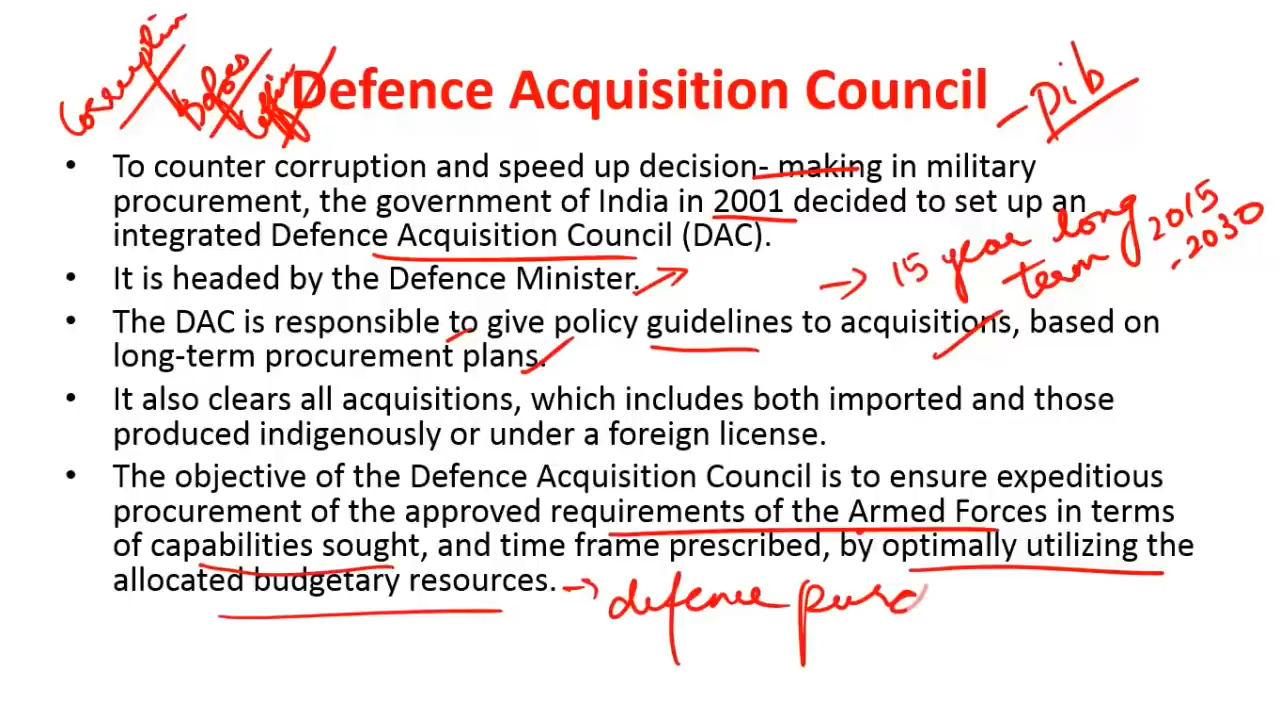 Corruption
Bofors
Coffin
Defence Acquisition Council
- Pib
• To counter corruption and speed up decision- making in military
procurement, the government of India in 2001 decided to set up an
integrated Defence Acquisition Council (DAC).
• It is headed by the Defence Minister.
→ 15 year long
term 2015
- 2030
• The DAC is responsible to give policy guidelines to acquisitions, based on
long-term procurement plans.
• It also clears all acquisitions, which includes both imported and those
produced indigenously or under a foreign license.
• The objective of the Defence Acquisition Council is to ensure expeditious
procurement of the approved requirements of the Armed Forces in terms
of capabilities sought, and time frame prescribed, by optimally utilizing the
allocated budgetary resources.
→ defence